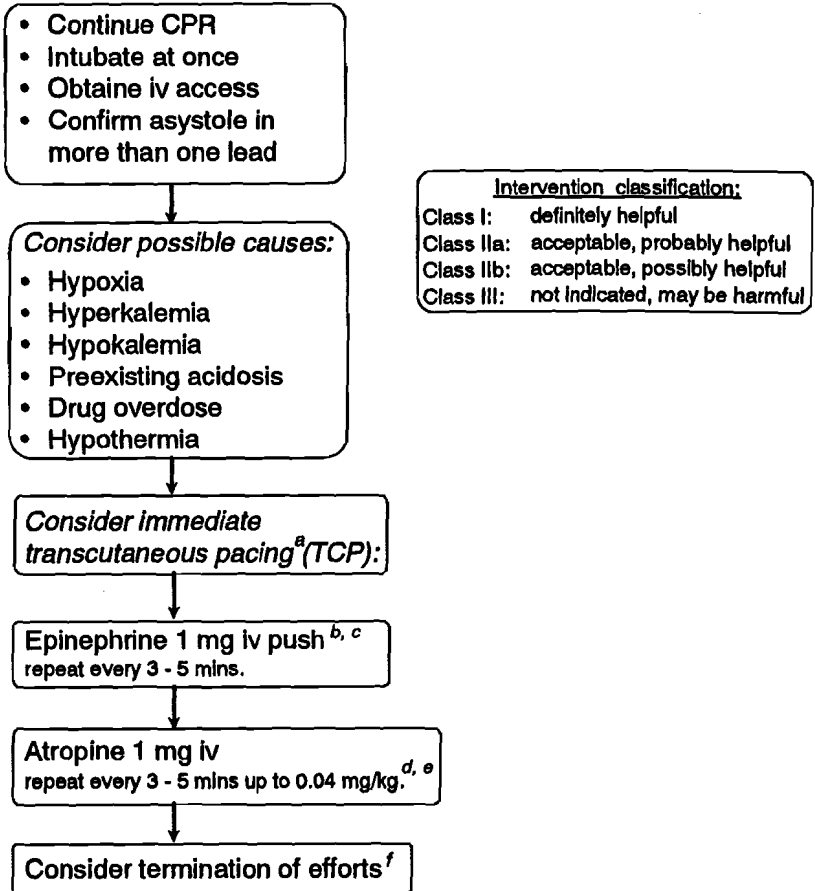 • Continue CPR
• Intubate at once
• Obtaine iv access
• Confirm asystole in
more than one lead
Intervention classification:
Class I: definitely helpful
Class IIa: acceptable, probably helpful
Class IIb: acceptable, possibly helpful
Class III: not indicated, may be harmful
Consider possible causes:
• Hypoxia
• Hyperkalemia
• Hypokalemia
• Preexisting acidosis
• Drug overdose
• Hypothermia
Consider immediate
transcutaneous pacing a (TCP):
Epinephrine 1 mg iv push b, c
repeat every 3 - 5 mins.
Atropine 1 mg iv
repeat every 3 - 5 mins up to 0.04 mg/kg. d, e
Consider termination of efforts f